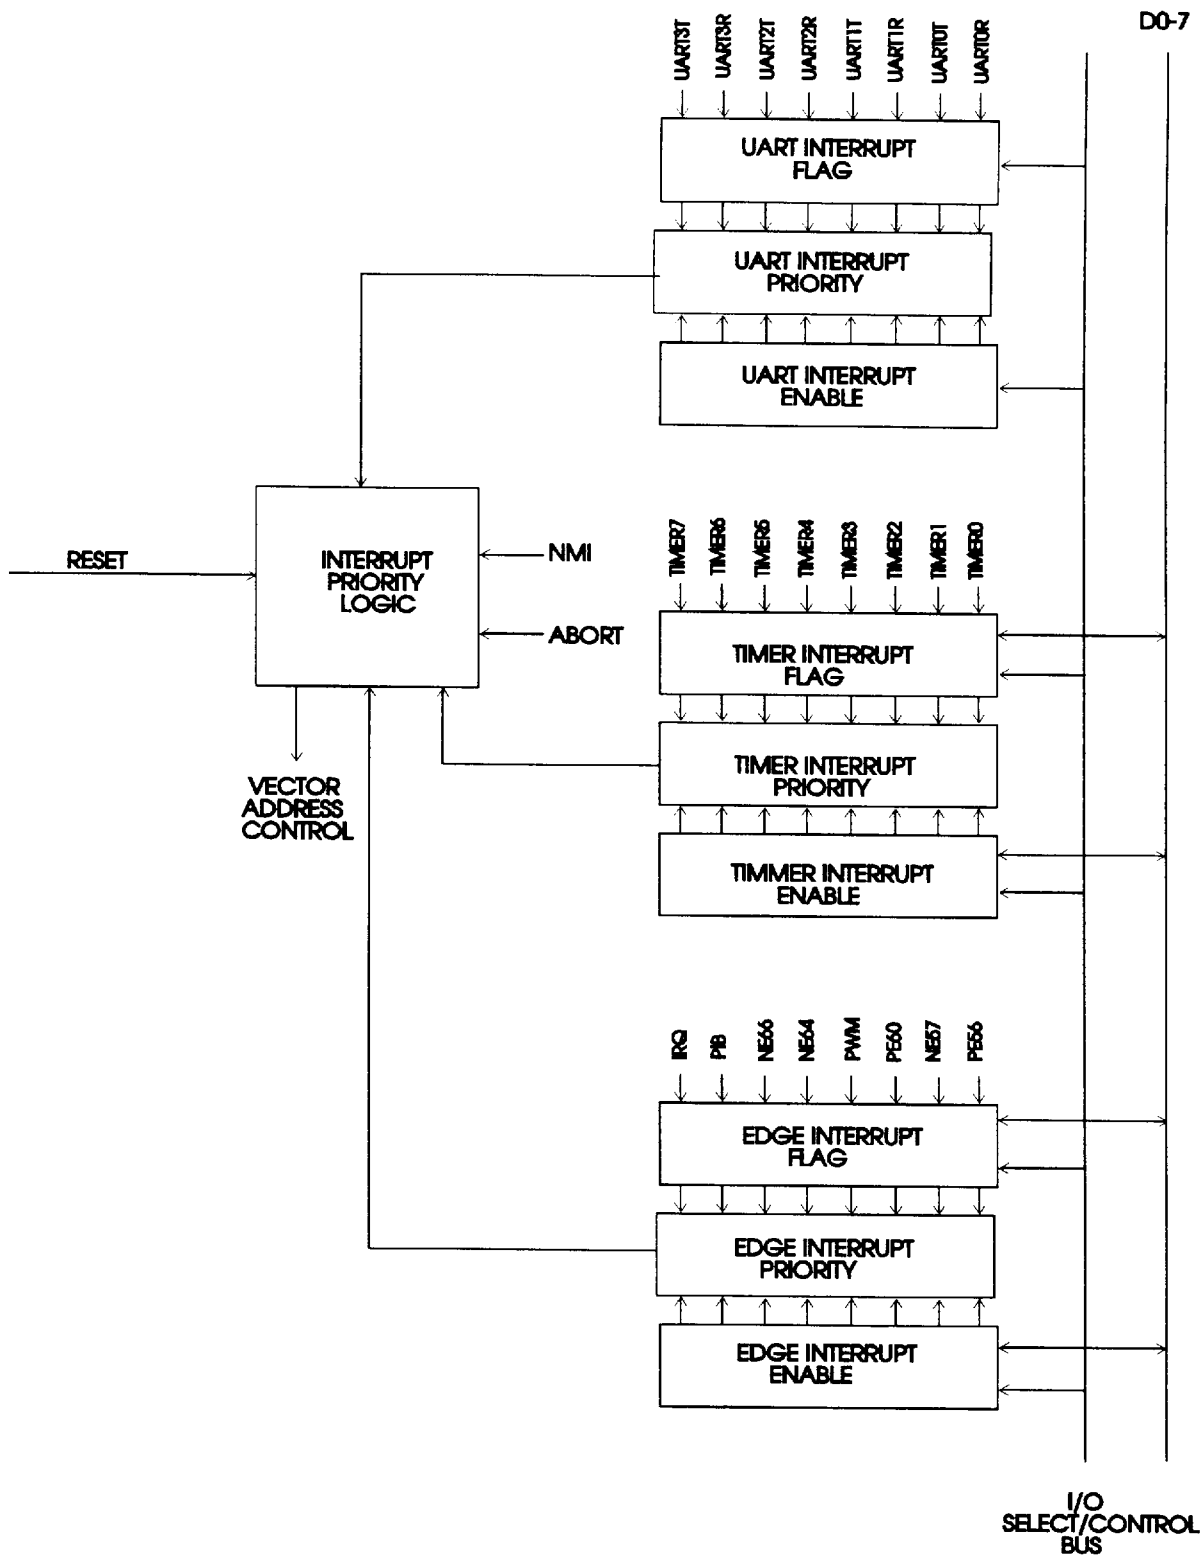 D0-7
UART3T
UART3R
UART2T
UART2R
UART1T
UART1R
UART0T
UART0R
UART INTERRUPT
FLAG
UART INTERRUPT
PRIORITY
UART INTERRUPT
ENABLE
RESET
INTERRUPT
PRIORITY
LOGIC
NMI
ABORT
VECTOR
ADDRESS
CONTROL
TIMER7
TIMER6
TIMER5
TIMER4
TIMER3
TIMER2
TIMER1
TIMER0
TIMER INTERRUPT
FLAG
TIMER INTERRUPT
PRIORITY
TIMMER INTERRUPT
ENABLE
IRQ
PIB
NE66
NE64
PWM
PE60
NE57
PE56
EDGE INTERRUPT
FLAG
EDGE INTERRUPT
PRIORITY
EDGE INTERRUPT
ENABLE
I/O
SELECT/CONTROL
BUS